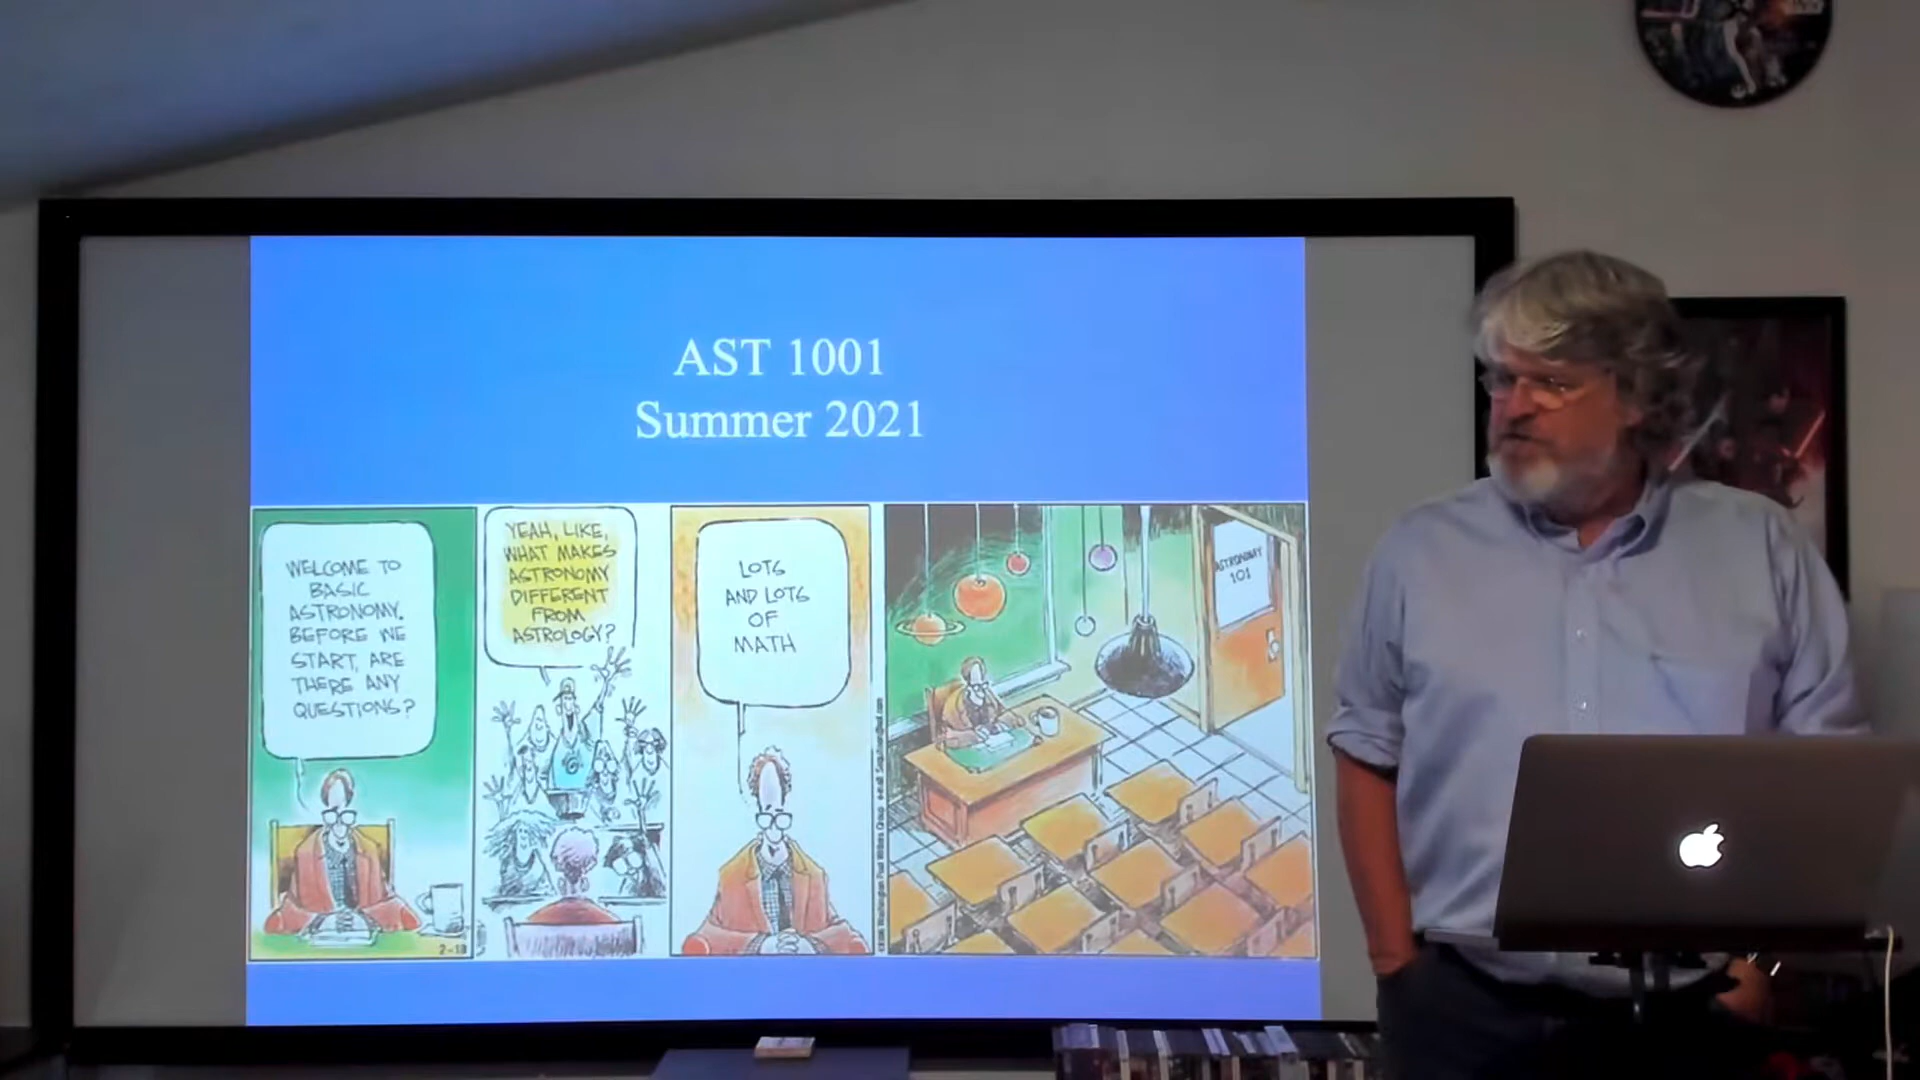 AST 1001
Summer 2021
WELCOME TO
BASIC
ASTRONOMY.
BEFORE WE
START, ARE
THERE ANY
QUESTIONS?
2-18
YEAH, LIKE,
WHAT MAKES
ASTRONOMY
DIFFERENT
FROM
ASTROLOGY?
LOTS
AND LOTS
OF
MATH
ASTRONOMY
101